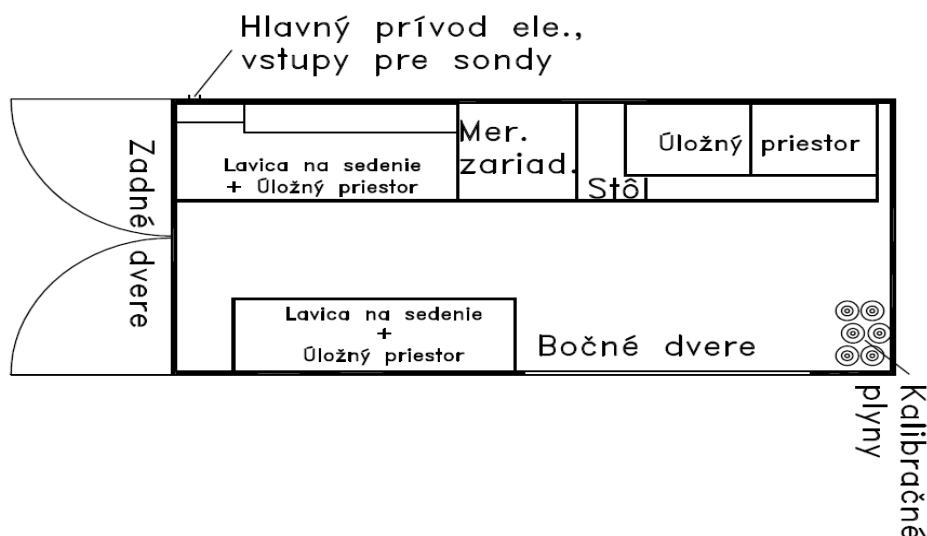 Hlavný prívod ele.,
vstupy pre sondy
Zadné dvere
Lavica na sedenie
+ Úložný priestor
Mer.
zariad.
Stôl
Úložný priestor
Lavica na sedenie
+
Úložný priestor
Bočné dvere
Kalibračné
plyny